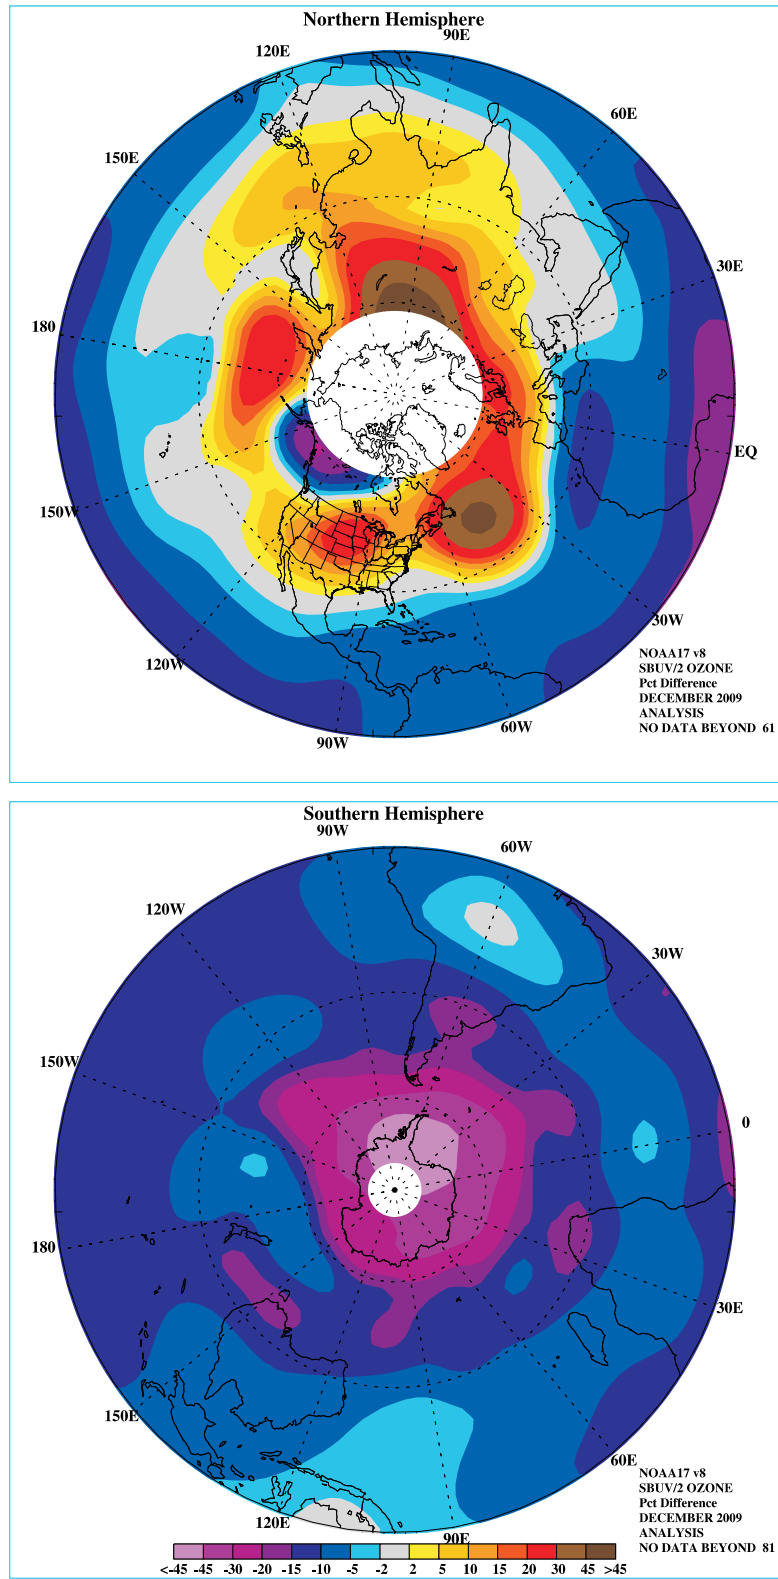 Northern Hemisphere
90E
120E
60E
150E
30E
180
EQ
150W
30W
120W
60W
90W
NOAA17 v8
SBUV/2 OZONE
Pct Difference
DECEMBER 2009
ANALYSIS
NO DATA BEYOND 61
Southern Hemisphere
90W
60W
120W
30W
150W
0
180
30E
150E
60E
120E
90E
NOAA17 v8
SBUV/2 OZONE
Pct Difference
DECEMBER 2009
ANALYSIS
NO DATA BEYOND 81
<-45 -45 -30 -20 -15 -10 -5 -2 2 5 10 15 20 30 45 >45